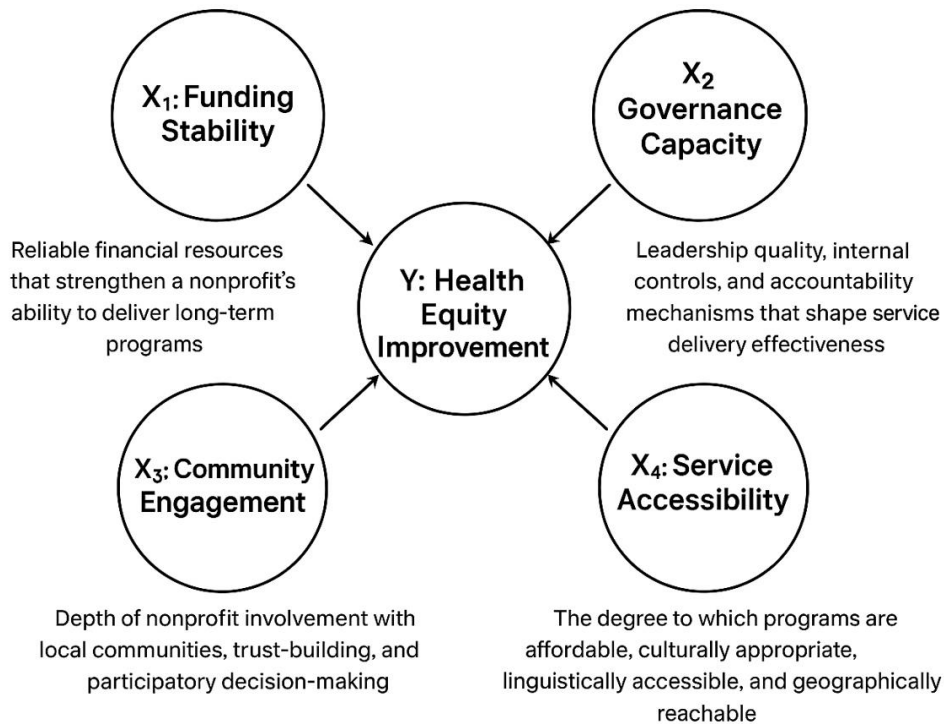 X₁: Funding
Stability
X₂
Governance
Capacity
Reliable financial resources
that strengthen a nonprofit's
ability to deliver long-term
programs
Y: Health
Equity
Improvement
Leadership quality, internal
controls, and accountability
mechanisms that shape service
delivery effectiveness
X₃: Community
Engagement
X₄: Service
Accessibility
Depth of nonprofit involvement with
local communities, trust-building, and
participatory decision-making
The degree to which programs are
affordable, culturally appropriate,
linguistically accessible, and geographically
reachable